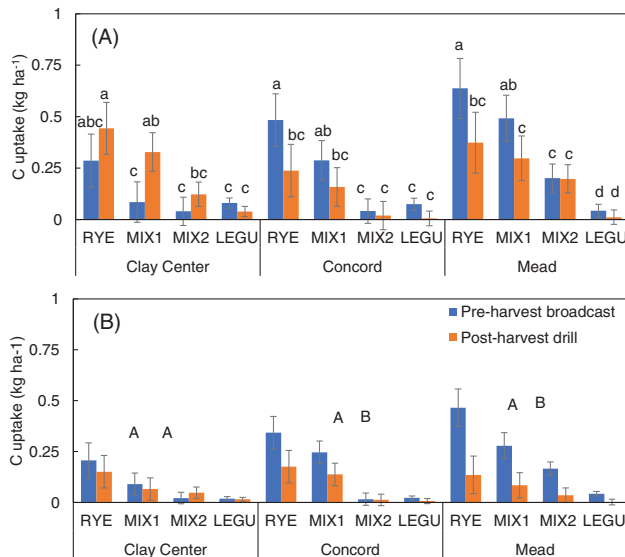 (A)
1
0.75
0.5
0.25
0
C uptake (kg ha⁻¹)
abc a c a c bc c c
a bc ab bc c c c c
a bc ab c c c d d
RYE MIX1 MIX2 LEGU RYE MIX1 MIX2 LEGU RYE MIX1 MIX2 LEGU
Clay Center Concord Mead
(B)
1
0.75
0.5
0.25
0
C uptake (kg ha-1)
Pre-harvest broadcast
Post-harvest drill
A A A B A B
RYE MIX1 MIX2 LEGU RYE MIX1 MIX2 LEGU RYE MIX1 MIX2 LEGU
Clay Center Concord Mead